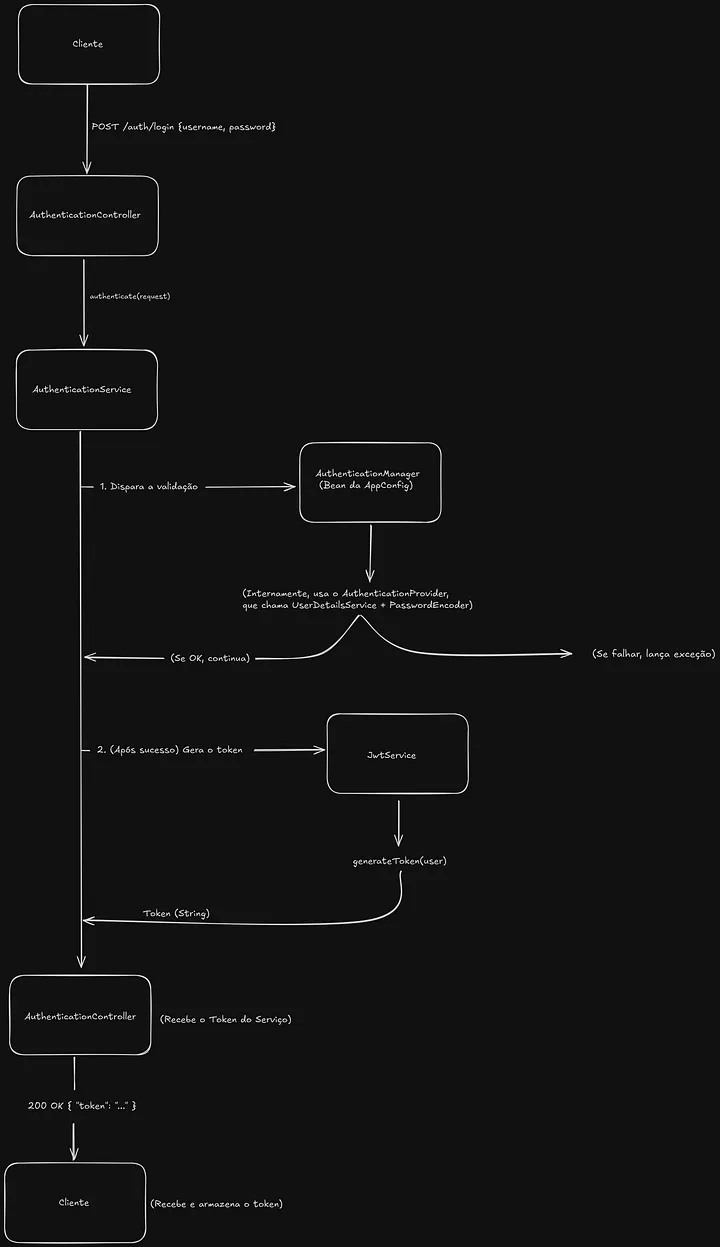 Cliente
POST /auth/login {username, password}
AuthenticationController
authenticate(request)
AuthenticationService
1. Dispara a validação
AuthenticationManager
(Bean da AppConfig)
(Internamente, usa o AuthenticationProvider,
que chama UserDetailsService + PasswordEncoder)
(Se OK, continua)
(Se falhar, lança exceção)
2. (Após sucesso) Gera o token
JwtService
generateToken(user)
Token (String)
AuthenticationController
(Recebe o Token do Serviço)
200 OK { "token": "..." }
Cliente
(Recebe e armazena o token)